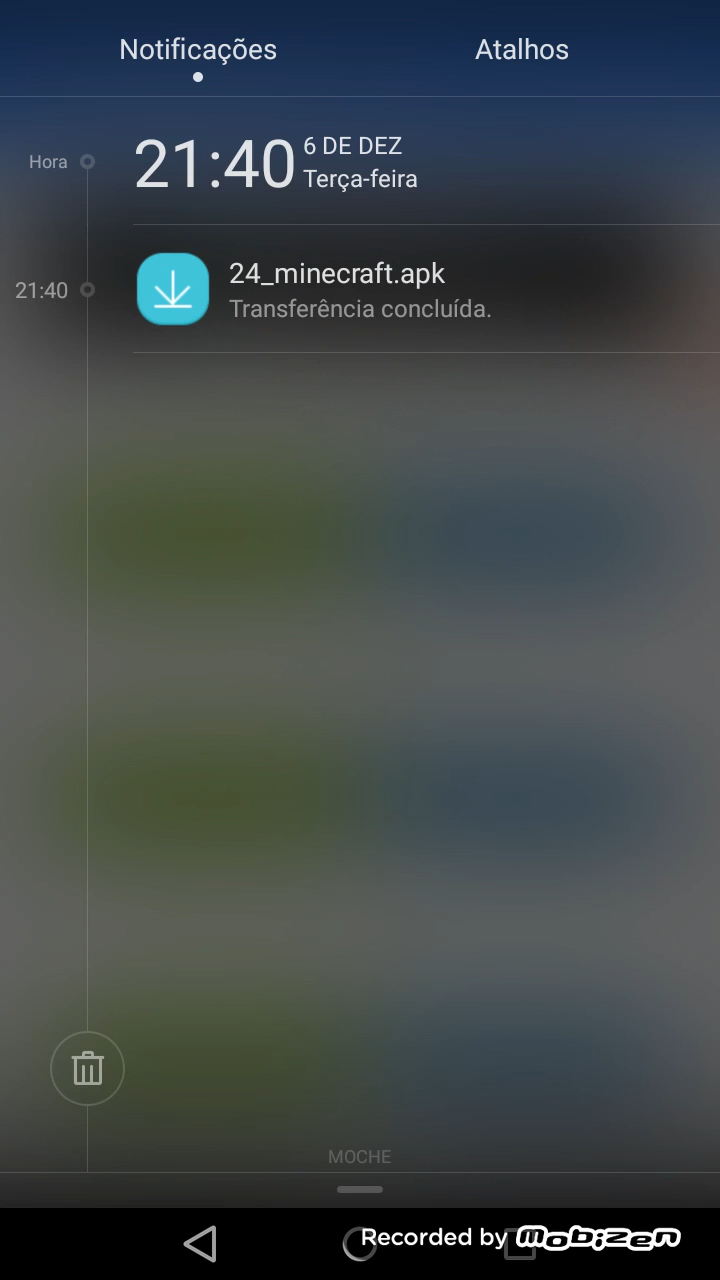 Notificações
Atalhos
Hora
21:40
6 DE DEZ
Terça-feira
21:40
24_minecraft.apk
Transferência concluída.
MOCHE
Recorded by mobizen